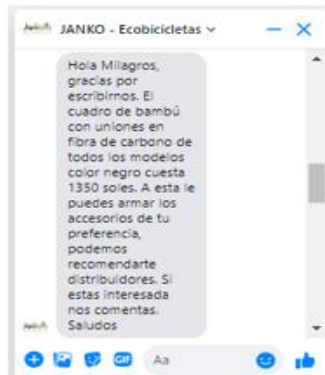 JANKO - Ecobicicletas
Hola Milagros,
gracias por
escribirnos. El
cuadro de bambú
con uniones en
fibra de carbono de
todos los modelos
color negro cuesta
1350 soles. A esta le
puedes armar los
accesorios de tu
preferencia,
podemos
recomendarte
distribuidores. Si
estas interesada
nos comentas.
Saludos
GIF
Aa